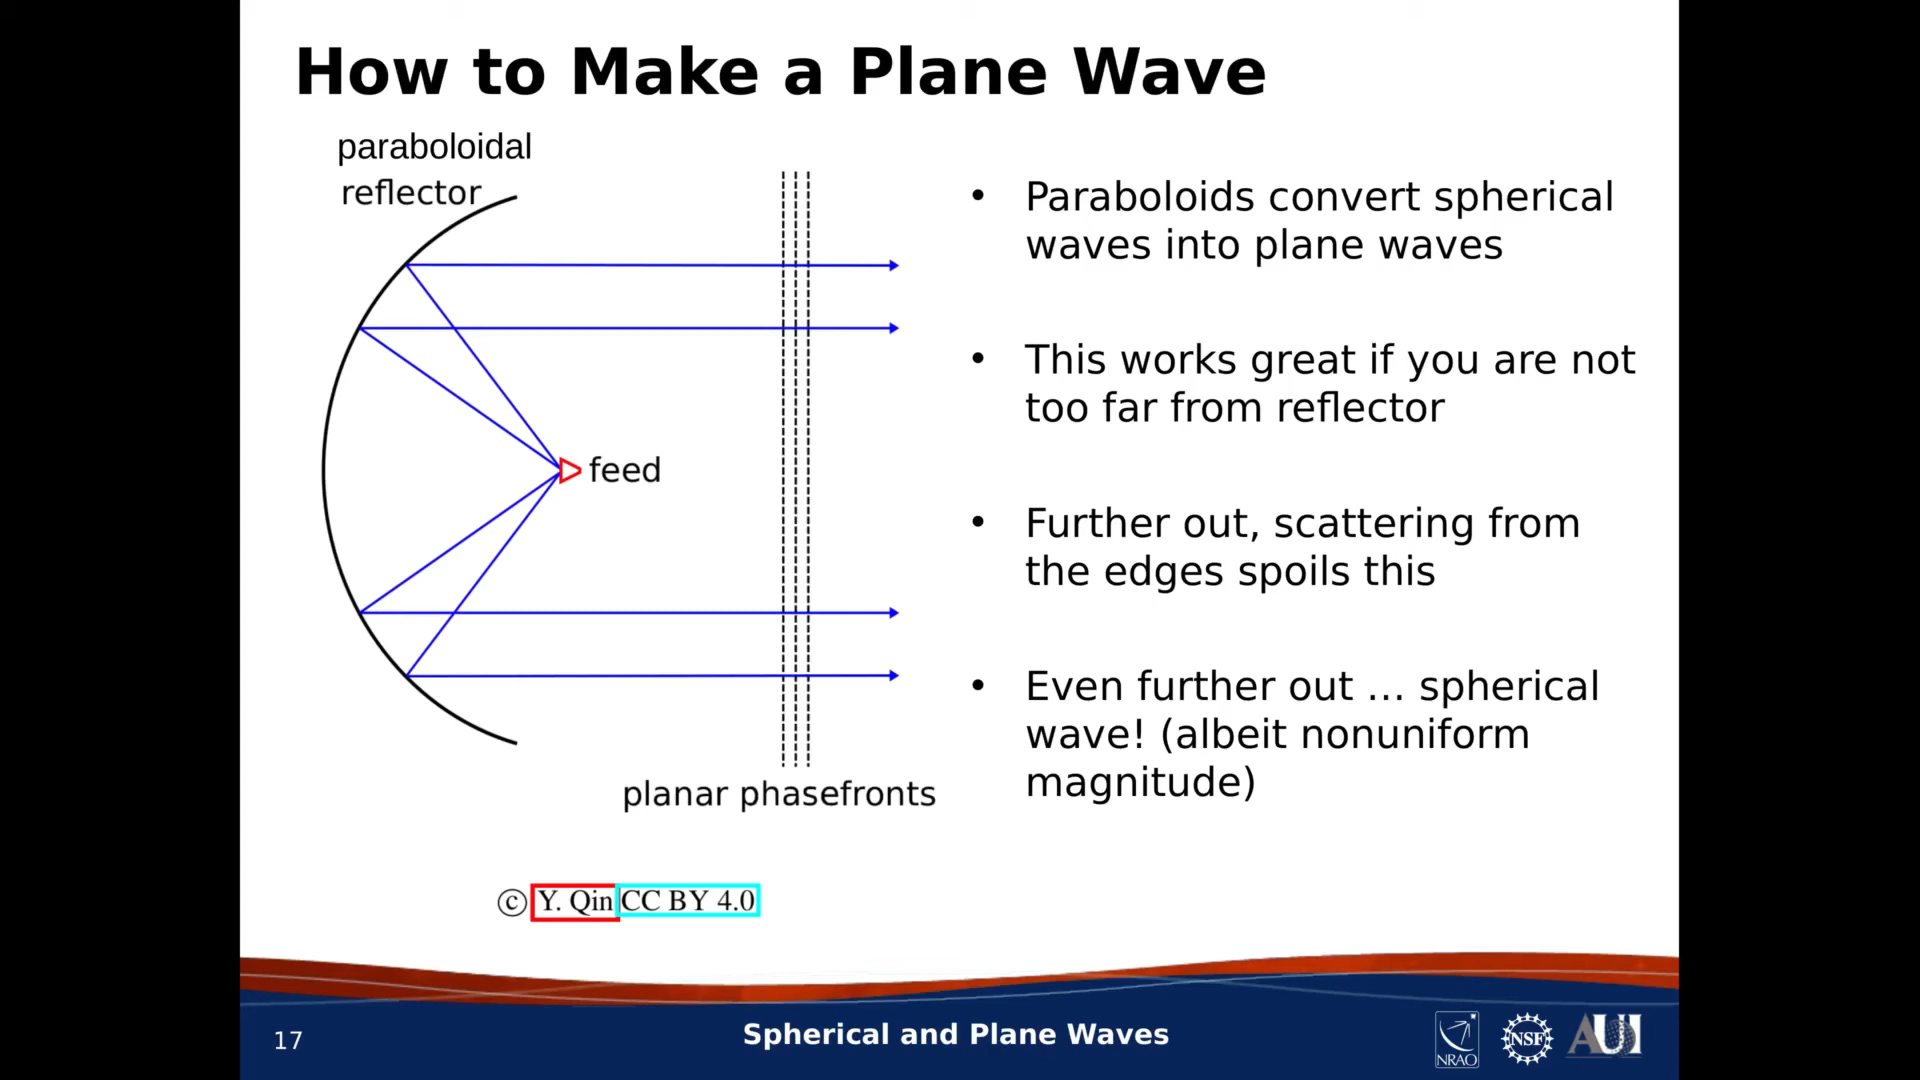 How to Make a Plane Wave
paraboloidal
reflector
feed
planar phasefronts
• Paraboloids convert spherical
waves into plane waves
• This works great if you are not
too far from reflector
• Further out, scattering from
the edges spoils this
• Even further out ... spherical
wave! (albeit nonuniform
magnitude)
© Y. Qin CC BY 4.0
17
Spherical and Plane Waves
NRAO
NSF
AUI